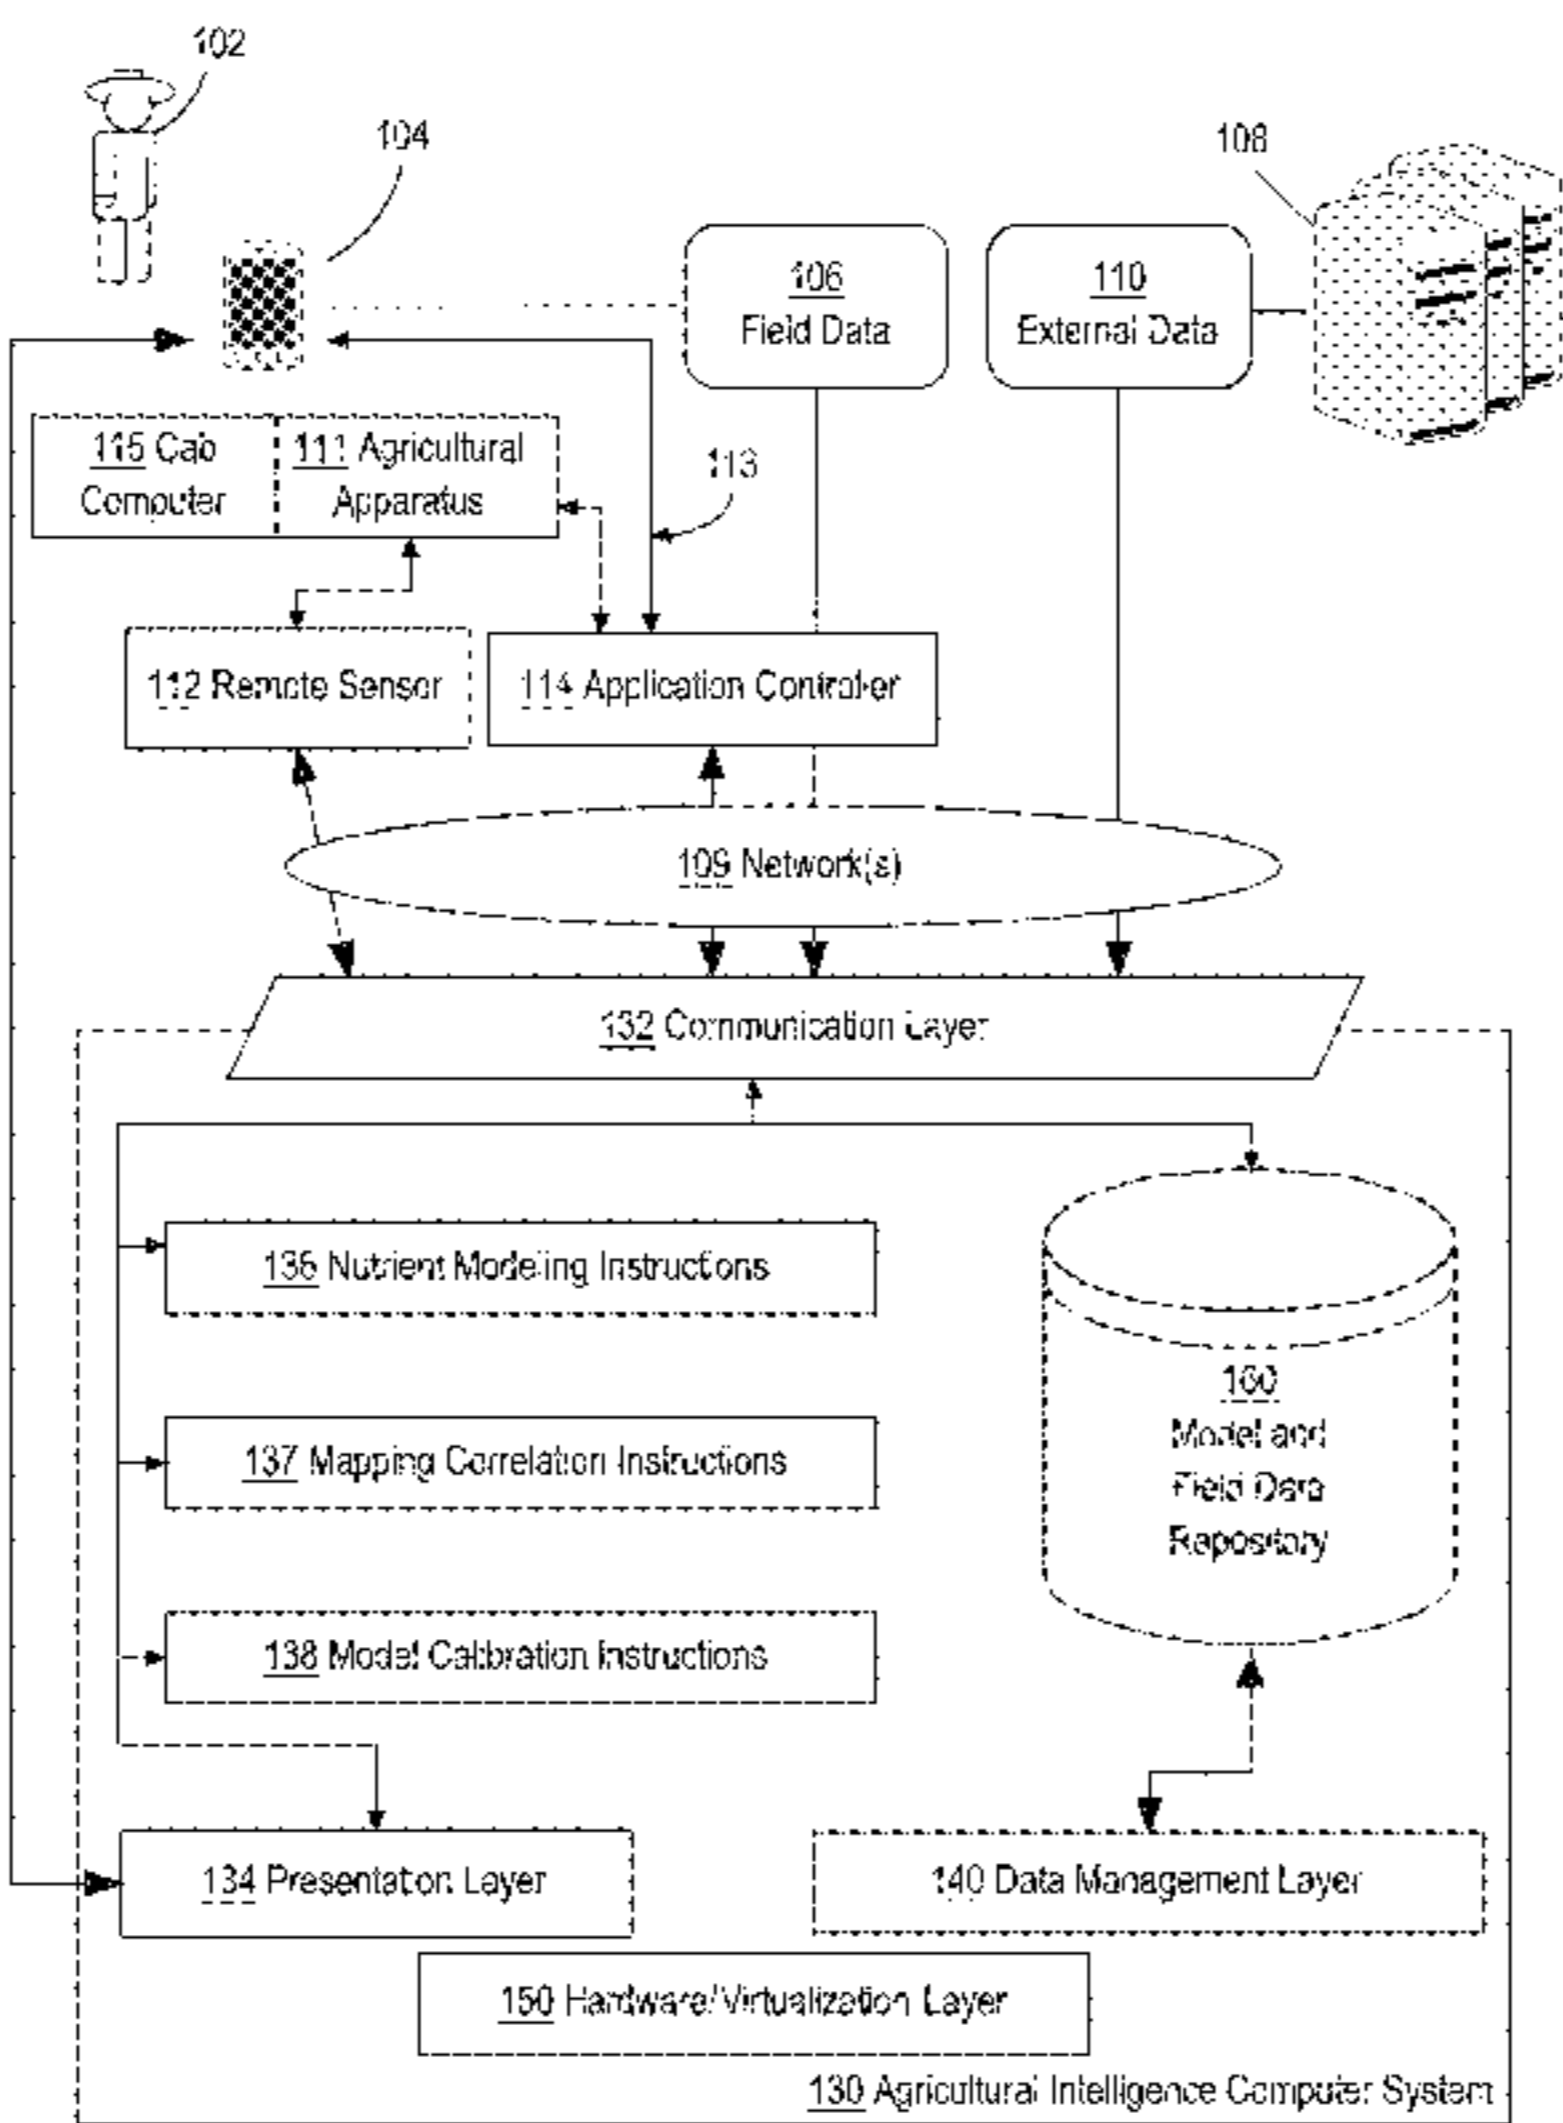 102
104
108
106
Field Data
110
External Data
115 Cab
Computer
111 Agricultural
Apparatus
113
112 Remote Sensor
114 Application Controller
109 Network(s)
132 Communication Layer
136 Nutrient Modeling Instructions
137 Mapping Correlation Instructions
138 Model Calibration Instructions
160
Model and
Field Data
Repository
134 Presentation Layer
140 Data Management Layer
150 Hardware/Virtualization Layer
130 Agricultural Intelligence Computer System